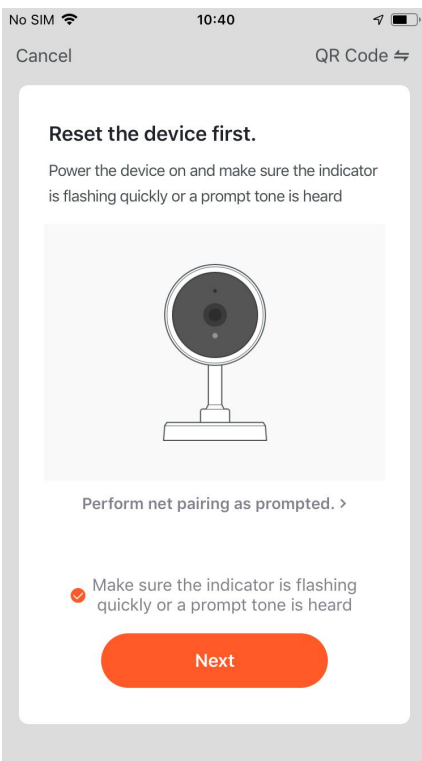 No SIM 10:40
Cancel QR Code
Reset the device first.
Power the device on and make sure the indicator
is flashing quickly or a prompt tone is heard
Perform net pairing as prompted. >
Make sure the indicator is flashing
quickly or a prompt tone is heard
Next